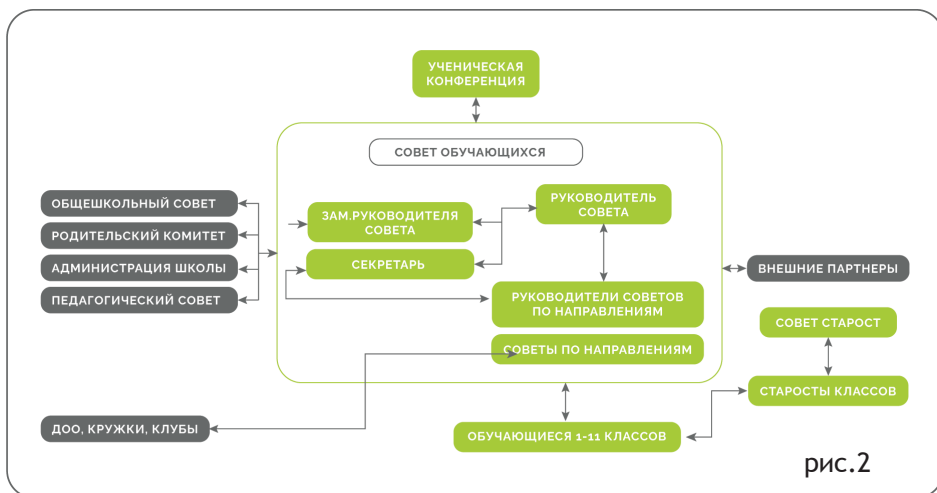 УЧЕНИЧЕСКАЯ
КОНФЕРЕНЦИЯ
СОВЕТ ОБУЧАЮЩИХСЯ
ОБЩЕШКОЛЬНЫЙ СОВЕТ
РОДИТЕЛЬСКИЙ КОМИТЕТ
АДМИНИСТРАЦИЯ ШКОЛЫ
ПЕДАГОГИЧЕСКИЙ СОВЕТ
ЗАМ.РУКОВОДИТЕЛЯ
СОВЕТА
СЕКРЕТАРЬ
РУКОВОДИТЕЛЬ
СОВЕТА
РУКОВОДИТЕЛИ СОВЕТОВ
ПО НАПРАВЛЕНИЯМ
СОВЕТЫ ПО НАПРАВЛЕНИЯМ
ВНЕШНИЕ ПАРТНЕРЫ
СОВЕТ СТАРОСТ
СТАРОСТЫ КЛАССОВ
ДОО, КРУЖКИ, КЛУБЫ
ОБУЧАЮЩИЕСЯ 1-11 КЛАССОВ
рис.2